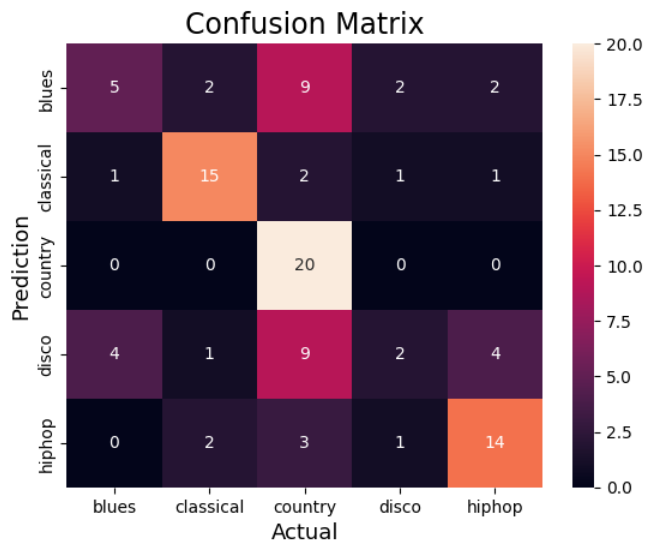 Confusion Matrix
Prediction
blues 5 2 9 2 2
classical 1 15 2 1 1
country 0 0 20 0 0
disco 4 1 9 2 4
hiphop 0 2 3 1 14
blues classical country disco hiphop
Actual
20.0
17.5
15.0
12.5
10.0
7.5
5.0
2.5
0.0